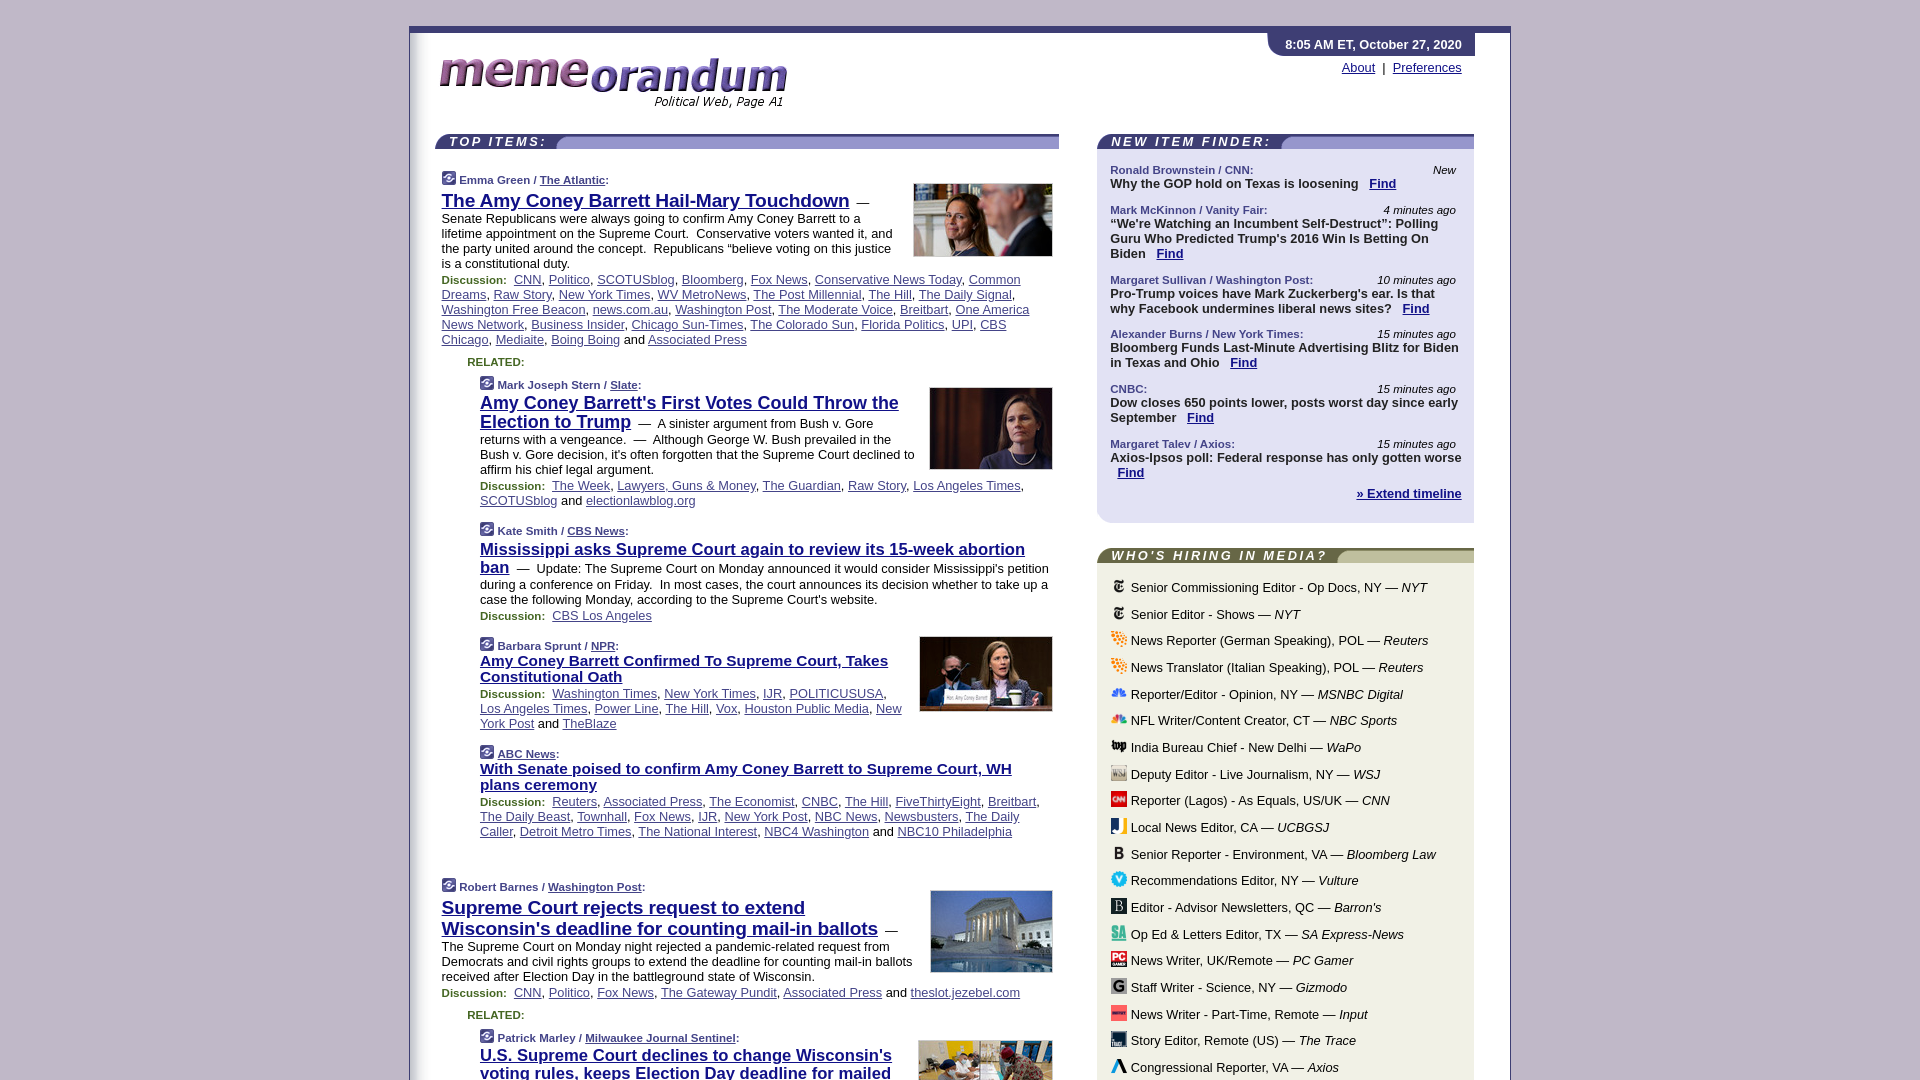 8:05 AM ET, October 27, 2020
About | Preferences
memeorandum
Political Web, Page A1
TOP ITEMS:
Emma Green / The Atlantic:
The Amy Coney Barrett Hail-Mary Touchdown —
Senate Republicans were always going to confirm Amy Coney Barrett to a
lifetime appointment on the Supreme Court. Conservative voters wanted it, and
the party united around the concept. Republicans “believe voting on this justice
is a constitutional duty.
Discussion: CNN, Politico, SCOTUSblog, Bloomberg, Fox News, Conservative News Today, Common
Dreams, Raw Story, New York Times, WV MetroNews, The Post Millennial, The Hill, The Daily Signal,
Washington Free Beacon, news.com.au, Washington Post, The Moderate Voice, Breitbart, One America
News Network, Business Insider, Chicago Sun-Times, The Colorado Sun, Florida Politics, UPI, CBS
Chicago, Mediaite, Boing Boing and Associated Press
RELATED:
Mark Joseph Stern / Slate:
Amy Coney Barrett's First Votes Could Throw the
Election to Trump — A sinister argument from Bush v. Gore
returns with a vengeance. — Although George W. Bush prevailed in the
Bush v. Gore decision, it's often forgotten that the Supreme Court declined to
affirm his chief legal argument.
Discussion: The Week, Lawyers, Guns & Money, The Guardian, Raw Story, Los Angeles Times,
SCOTUSblog and electionlawblog.org
Kate Smith / CBS News:
Mississippi asks Supreme Court again to review its 15-week abortion
ban — Update: The Supreme Court on Monday announced it would consider Mississippi's petition
during a conference on Friday. In most cases, the court announces its decision whether to take up a
case the following Monday, according to the Supreme Court's website.
Discussion: CBS Los Angeles
Barbara Sprunt / NPR:
Amy Coney Barrett Confirmed To Supreme Court, Takes
Constitutional Oath
Discussion: Washington Times, New York Times, IJR, POLITICUSUSA,
Los Angeles Times, Power Line, The Hill, Vox, Houston Public Media, New
York Post and TheBlaze
ABC News:
With Senate poised to confirm Amy Coney Barrett to Supreme Court, WH
plans ceremony
Discussion: Reuters, Associated Press, The Economist, CNBC, The Hill, FiveThirtyEight, Breitbart,
The Daily Beast, Townhall, Fox News, IJR, New York Post, NBC News, Newsbusters, The Daily
Caller, Detroit Metro Times, The National Interest, NBC4 Washington and NBC10 Philadelphia
Robert Barnes / Washington Post:
Supreme Court rejects request to extend
Wisconsin's deadline for counting mail-in ballots —
The Supreme Court on Monday night rejected a pandemic-related request from
Democrats and civil rights groups to extend the deadline for counting mail-in ballots
received after Election Day in the battleground state of Wisconsin.
Discussion: CNN, Politico, Fox News, The Gateway Pundit, Associated Press and theslot.jezebel.com
RELATED:
Patrick Marley / Milwaukee Journal Sentinel:
U.S. Supreme Court declines to change Wisconsin's
voting rules, keeps Election Day deadline for mailed
NEW ITEM FINDER:
Ronald Brownstein / CNN: New
Why the GOP hold on Texas is loosening Find
Mark McKinnon / Vanity Fair: 4 minutes ago
“We're Watching an Incumbent Self-Destruct”: Polling
Guru Who Predicted Trump's 2016 Win Is Betting On
Biden Find
Margaret Sullivan / Washington Post: 10 minutes ago
Pro-Trump voices have Mark Zuckerberg's ear. Is that
why Facebook undermines liberal news sites? Find
Alexander Burns / New York Times: 15 minutes ago
Bloomberg Funds Last-Minute Advertising Blitz for Biden
in Texas and Ohio Find
CNBC: 15 minutes ago
Dow closes 650 points lower, posts worst day since early
September Find
Margaret Talev / Axios: 15 minutes ago
Axios-Ipsos poll: Federal response has only gotten worse
Find
» Extend timeline
WHO'S HIRING IN MEDIA?
Senior Commissioning Editor - Op Docs, NY — NYT
Senior Editor - Shows — NYT
News Reporter (German Speaking), POL — Reuters
News Translator (Italian Speaking), POL — Reuters
Reporter/Editor - Opinion, NY — MSNBC Digital
NFL Writer/Content Creator, CT — NBC Sports
India Bureau Chief - New Delhi — WaPo
Deputy Editor - Live Journalism, NY — WSJ
Reporter (Lagos) - As Equals, US/UK — CNN
Local News Editor, CA — UCBGSJ
Senior Reporter - Environment, VA — Bloomberg Law
Recommendations Editor, NY — Vulture
Editor - Advisor Newsletters, QC — Barron's
Op Ed & Letters Editor, TX — SA Express-News
News Writer, UK/Remote — PC Gamer
Staff Writer - Science, NY — Gizmodo
News Writer - Part-Time, Remote — Input
Story Editor, Remote (US) — The Trace
Congressional Reporter, VA — Axios